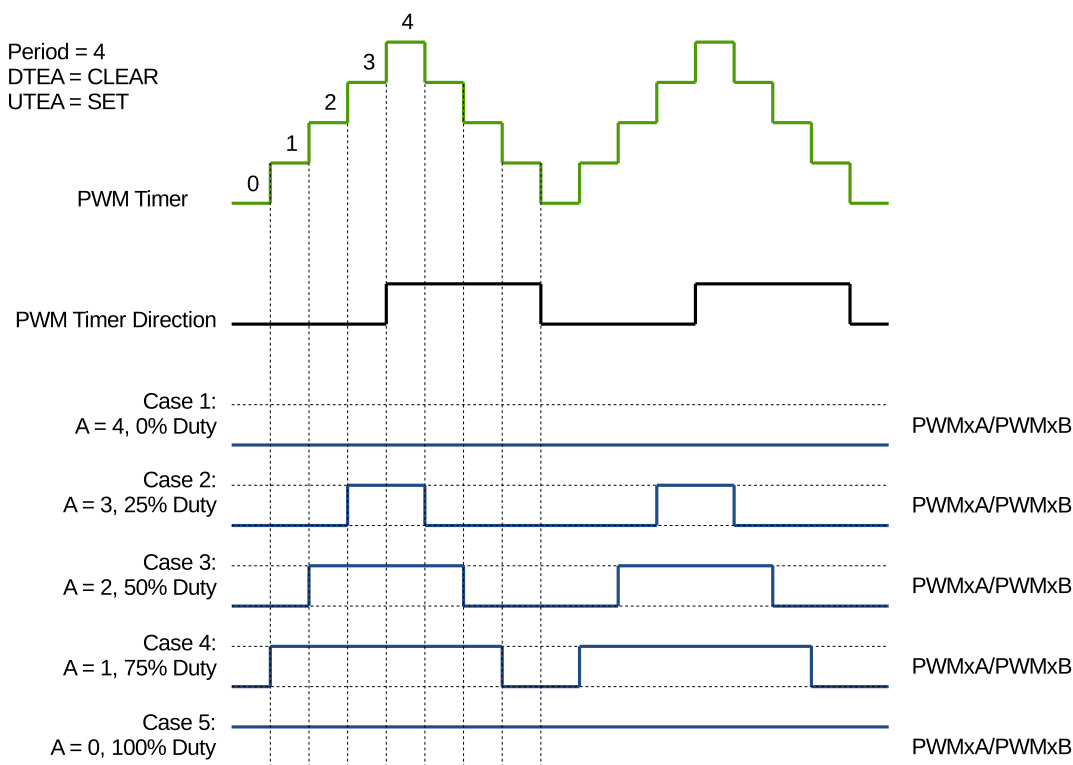 4
Period = 4
DTEA = CLEAR
UTEA = SET
3
2
1
0
PWM Timer
PWM Timer Direction
Case 1:
A = 4, 0% Duty
PWMxA/PWMxB
Case 2:
A = 3, 25% Duty
PWMxA/PWMxB
Case 3:
A = 2, 50% Duty
PWMxA/PWMxB
Case 4:
A = 1, 75% Duty
PWMxA/PWMxB
Case 5:
A = 0, 100% Duty
PWMxA/PWMxB